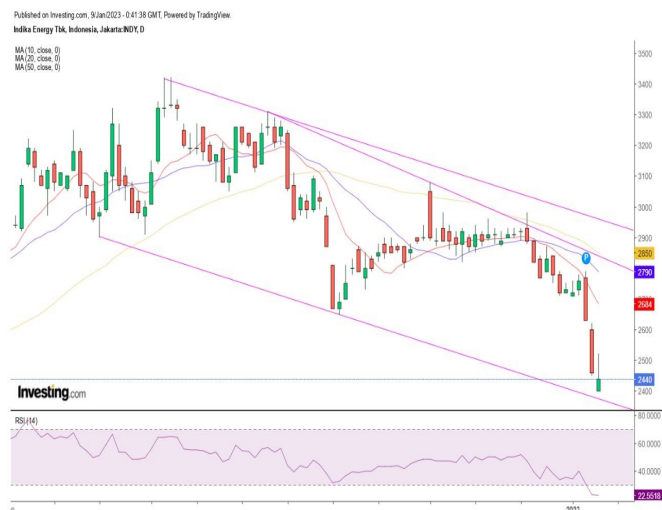 Published on Investing.com, 9/Jan/2023 - 0:41:38 GMT, Powered by TradingView.
Indika Energy Tbk, Indonesia, Jakarta:INDY, D
MA (10, close, 0)
MA (20, close, 0)
MA (50, close, 0)
3500
3400
3300
3200
3100
3000
2900
2850
2790
2684
2600
2500
2440
2400
P
Investing.com
RSI (14)
80.0000
60.0000
40.0000
22.5518